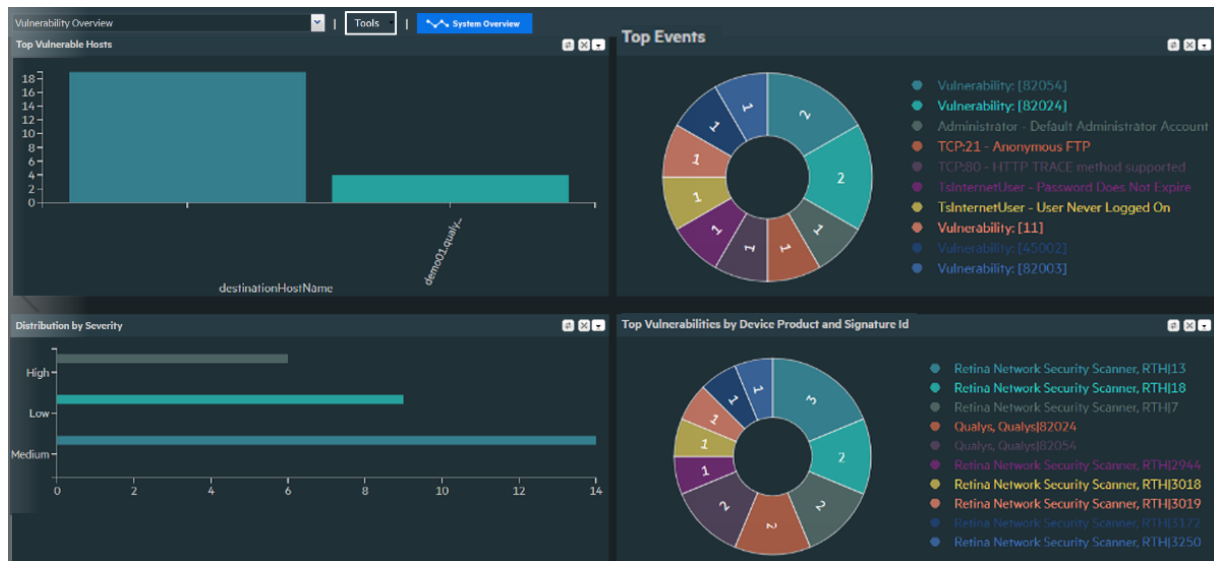 Vulnerability Overview | Tools | System Overview
Top Vulnerable Hosts
18
16
14
12
10
8
6
4
2
0
demo01.qualy...
destinationHostName
Top Events
2
2
1
1
1
1
1
1
1
1
Vulnerability: [82054]
Vulnerability: [82024]
Administrator - Default Administrator Account
TCP:21 - Anonymous FTP
TCP:80 - HTTP TRACE method supported
TsInternetUser - Password Does Not Expire
TsInternetUser - User Never Logged On
Vulnerability: [11]
Vulnerability: [45002]
Vulnerability: [82003]
Distribution by Severity
High
Low
Medium
0 2 4 6 8 10 12 14
Top Vulnerabilities by Device Product and Signature Id
3
2
2
2
2
1
1
1
1
1
Retina Network Security Scanner, RTH|13
Retina Network Security Scanner, RTH|18
Retina Network Security Scanner, RTH|7
Qualys, Qualys|82024
Qualys, Qualys|82054
Retina Network Security Scanner, RTH|2944
Retina Network Security Scanner, RTH|3018
Retina Network Security Scanner, RTH|3019
Retina Network Security Scanner, RTH|3172
Retina Network Security Scanner, RTH|3250